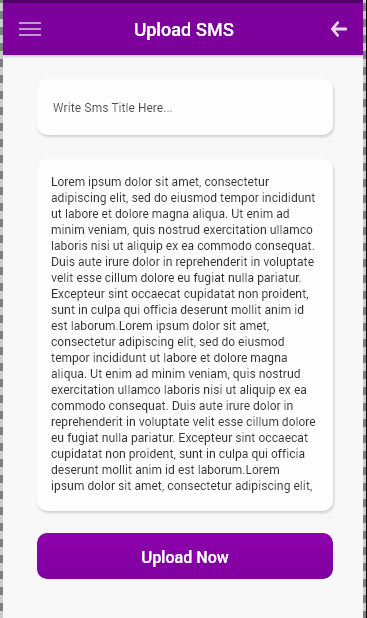 Upload SMS
Write Sms Title Here...
Lorem ipsum dolor sit amet, consectetur
adipiscing elit, sed do eiusmod tempor incididunt
ut labore et dolore magna aliqua. Ut enim ad
minim veniam, quis nostrud exercitation ullamco
laboris nisi ut aliquip ex ea commodo consequat.
Duis aute irure dolor in reprehenderit in voluptate
velit esse cillum dolore eu fugiat nulla pariatur.
Excepteur sint occaecat cupidatat non proident,
sunt in culpa qui officia deserunt mollit anim id
est laborum.Lorem ipsum dolor sit amet,
consectetur adipiscing elit, sed do eiusmod
tempor incididunt ut labore et dolore magna
aliqua. Ut enim ad minim veniam, quis nostrud
exercitation ullamco laboris nisi ut aliquip ex ea
commodo consequat. Duis aute irure dolor in
reprehenderit in voluptate velit esse cillum dolore
eu fugiat nulla pariatur. Excepteur sint occaecat
cupidatat non proident, sunt in culpa qui officia
deserunt mollit anim id est laborum.Lorem
ipsum dolor sit amet, consectetur adipiscing elit,
Upload Now